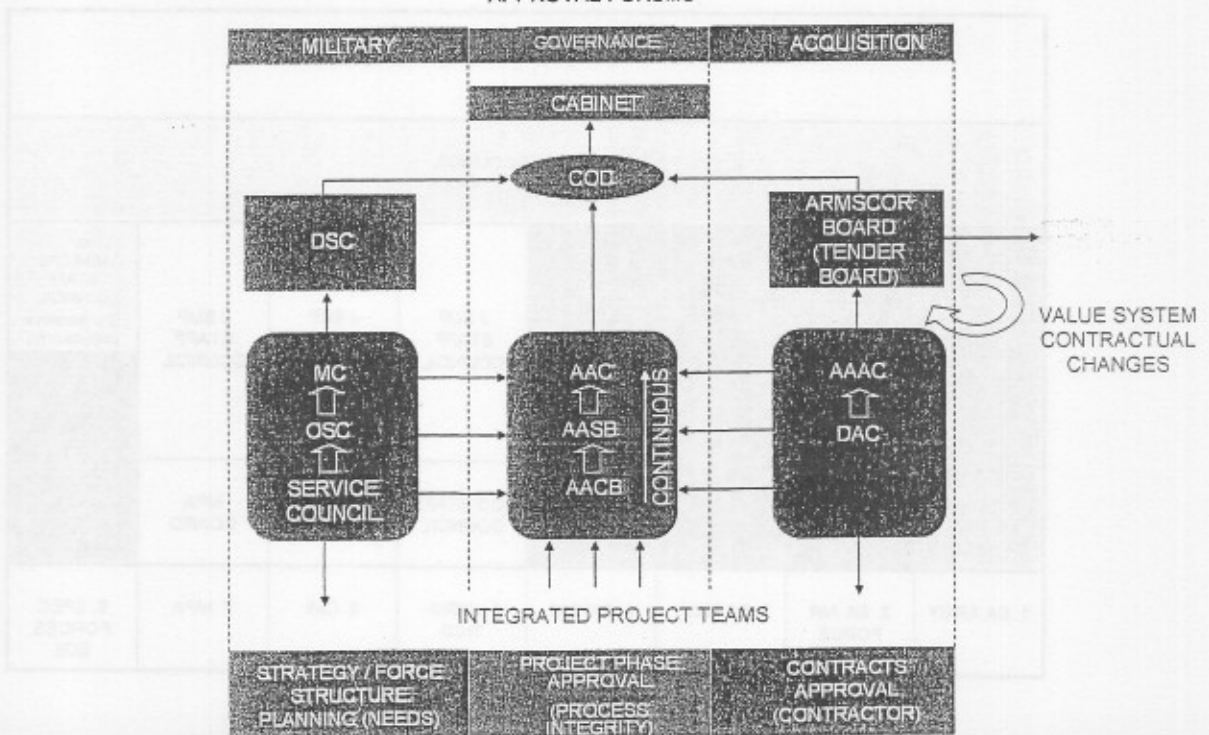 APPROVAL FORUMS
MILITARY
GOVERNANCE
ACQUISITION
CABINET
COD
DSC
ARMSCOR
BOARD
(TENDER
BOARD)
VALUE SYSTEM
CONTRACTUAL
CHANGES
MC
OSC
SERVICE
COUNCIL
AAC
AASB
AACB
CONTINUOUS
AAAC
DAC
INTEGRATED PROJECT TEAMS
STRATEGY / FORCE
STRUCTURE
PLANNING (NEEDS)
PROJECT PHASE
APPROVAL
(PROCESS
INTEGRITY)
CONTRACTS
APPROVAL
(CONTRACTOR)